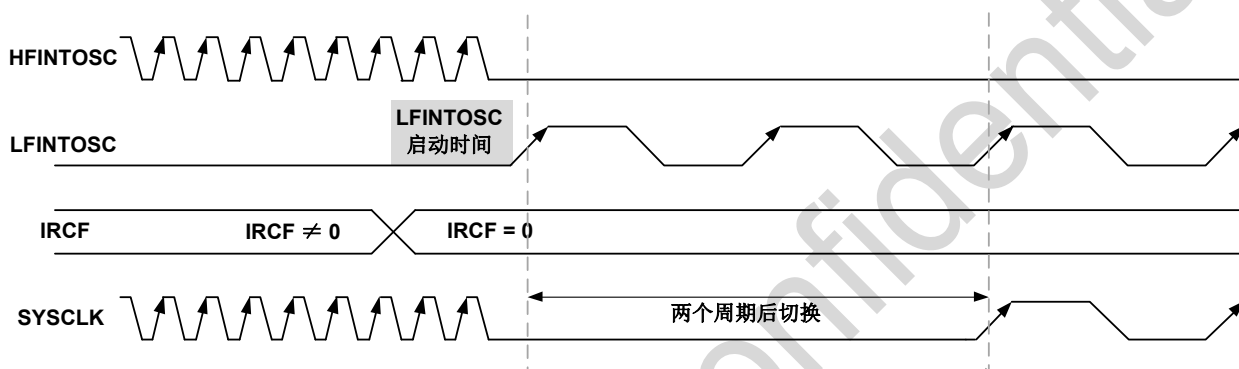 HFINTOSC
LFINTOSC
启动时间
LFINTOSC
IRCF
IRCF ≠ 0
IRCF = 0
SYSCLK
两个周期后切换
onfidential